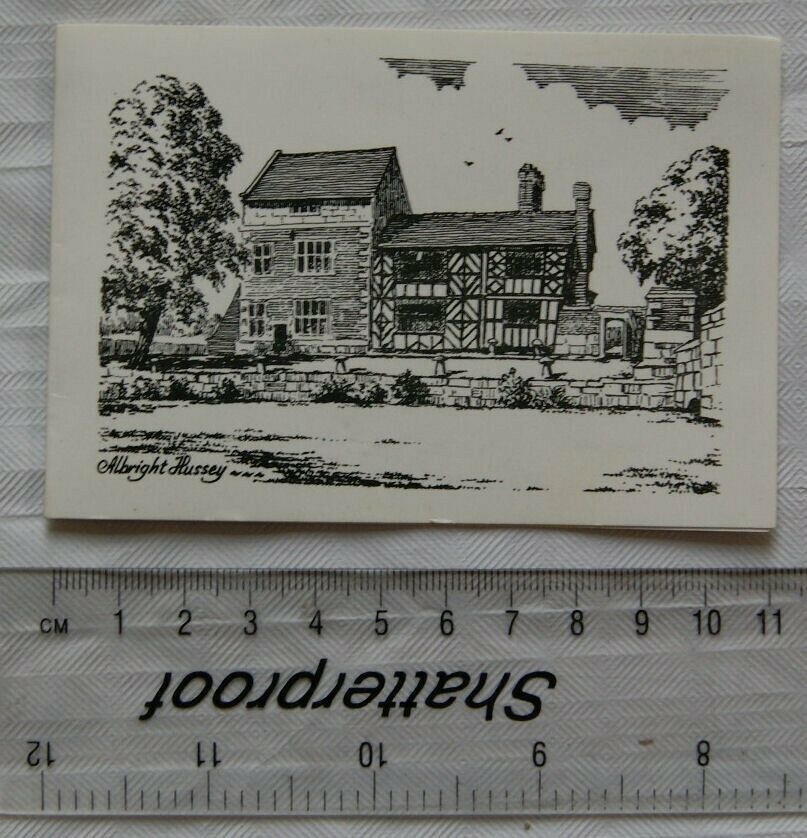 Albright Hussey
CM 1 2 3 4 5 6 7 8 9 10 11
Shatterproof
12 11 10 9 8